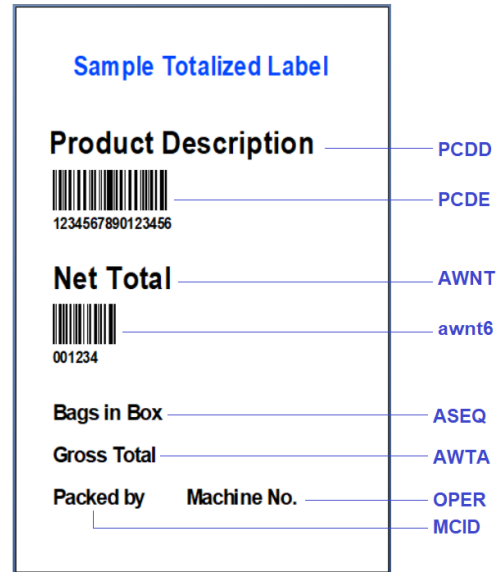 Sample Totalized Label
Product Description PCDD
PCDE
1234567890123456
Net Total AWNT
awnt6
001234
Bags in Box ASEQ
Gross Total AWTA
Packed by Machine No. OPER
MCID